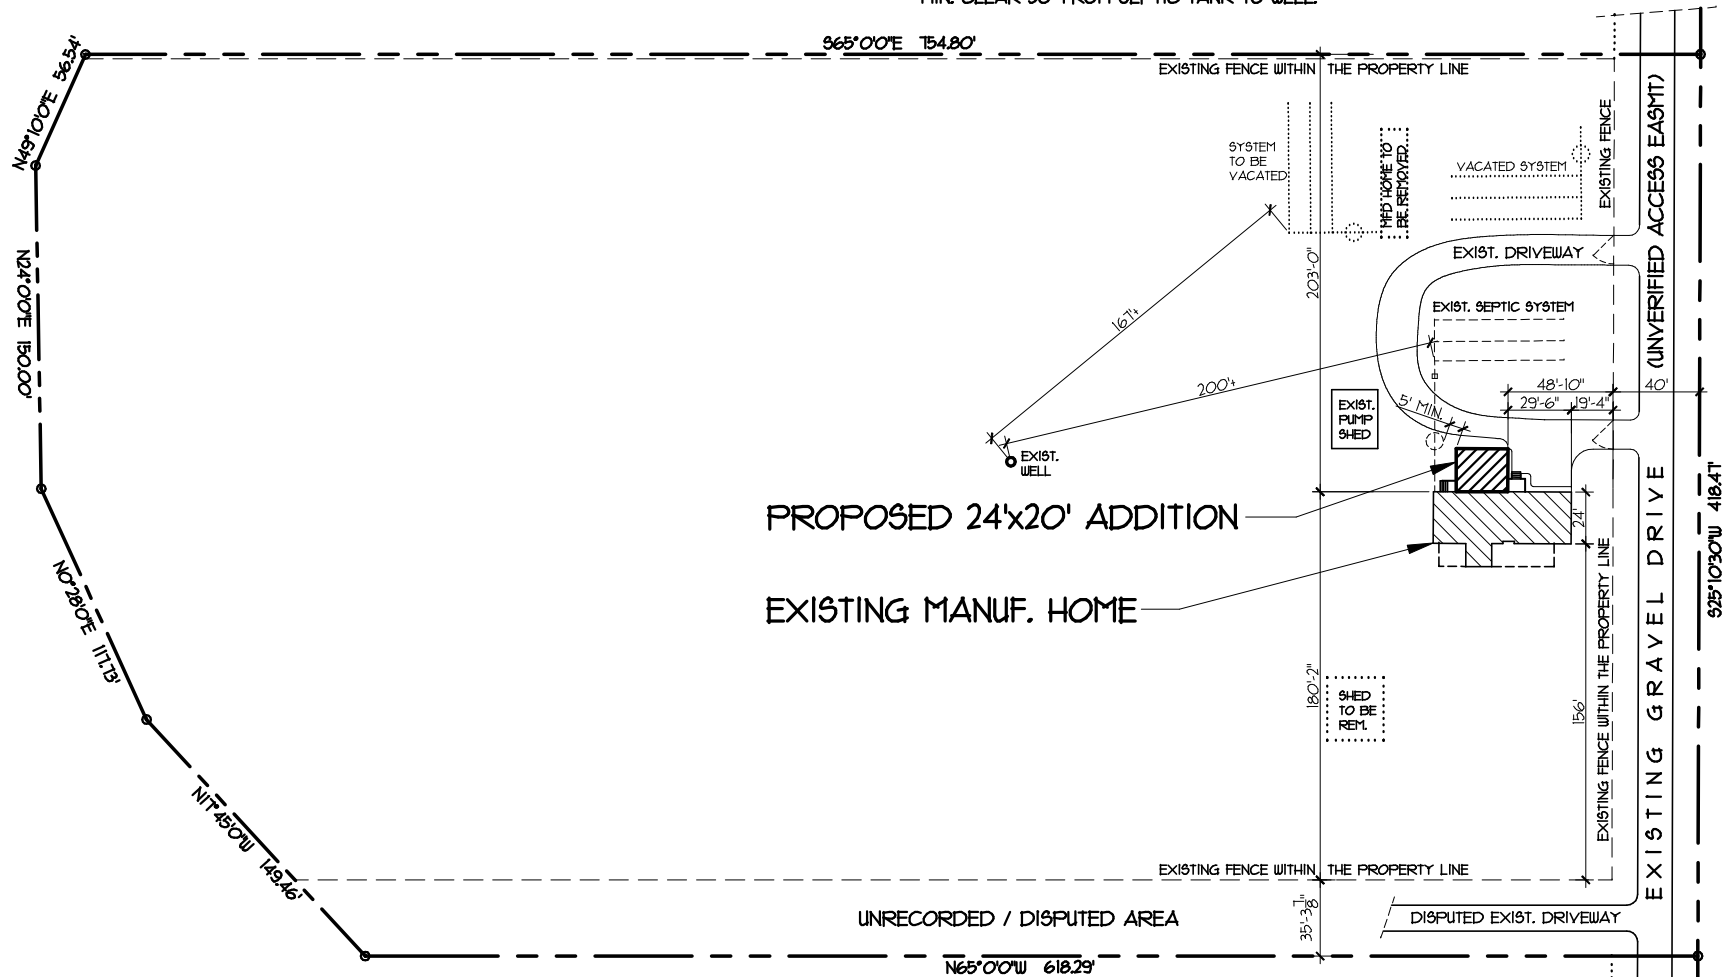 S65°0'0"E 754.80'
N49°10'0"E 56.54'
EXISTING FENCE WITHIN THE PROPERTY LINE
SYSTEM
TO BE
VACATED
MFD HOME TO
BE REMOVED
VACATED SYSTEM
EXISTING FENCE
(UNVERIFIED ACCESS EASMT)
EXIST. DRIVEWAY
203'-0"
N24°0'0"E 150.00'
167'±
EXIST. SEPTIC SYSTEM
200'±
48'-10"
40'
29'-6"
19'-4"
5' MIN.
EXIST.
PUMP
SHED
EXIST.
WELL
PROPOSED 24'x20' ADDITION
24'
EXISTING MANUF. HOME
S25°10'30"W 418.47'
EXISTING GRAVEL DRIVE
EXISTING FENCE WITHIN THE PROPERTY LINE
N0°28'0"E 117.73'
180'-2"
SHED
TO BE
REM.
156'
N17°45'0"W 149.46'
EXISTING FENCE WITHIN THE PROPERTY LINE
35'-3 7/8"
UNRECORDED / DISPUTED AREA
DISPUTED EXIST. DRIVEWAY
N65°0'0"W 618.29'